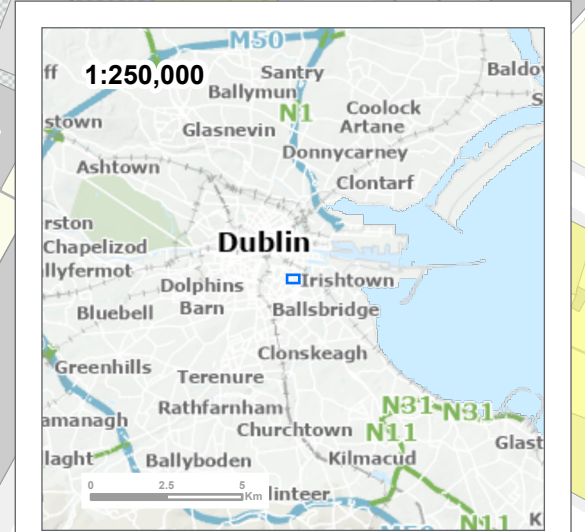 M50
1:250,000
ff
Santry
Baldo
Ballymun
S
N1
Coolock
stown
Artane
Glasnevin
Donnycarney
Ashtown
Clontarf
rston
Dublin
Chapelizod
llyfermot
Irishtown
Dolphins
Barn
Bluebell
Ballsbridge
Clonskeagh
Greenhills
Terenure
Rathfarnham
N31
N31
amanagh
Churchtown
N11
Glast
laght
Ballyboden
Kilmacud
0 2.5 5
Km
linteer
M50
N11
K